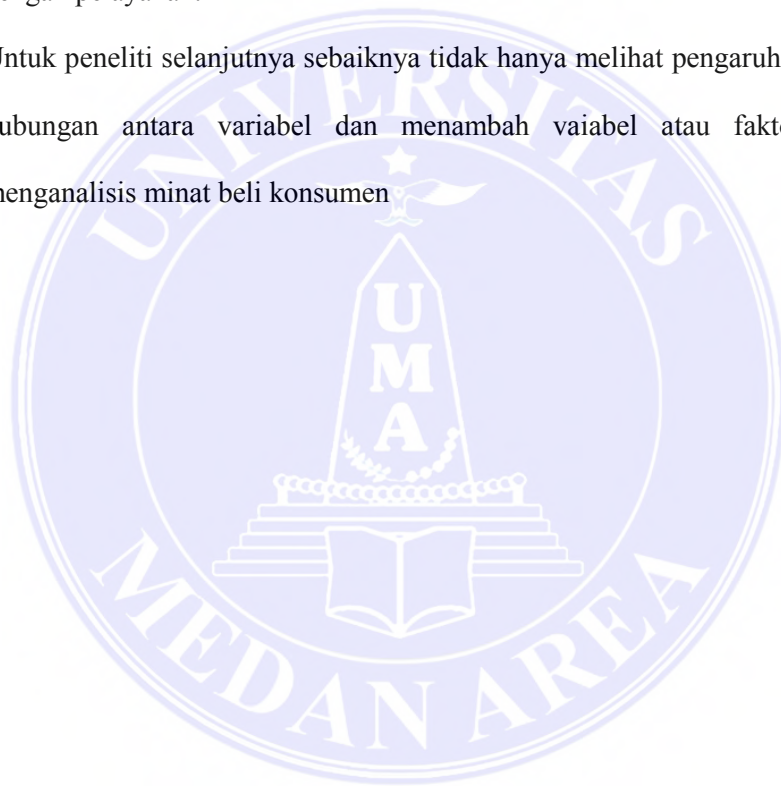 Untuk peneliti selanjutnya sebaiknya tidak hanya melihat pengaruh
ubungan antara variabel dan menambah vaiabel atau fakto
menganalisis minat beli konsumen
UNIVERSITAS
U
M
A
MEDAN AREA